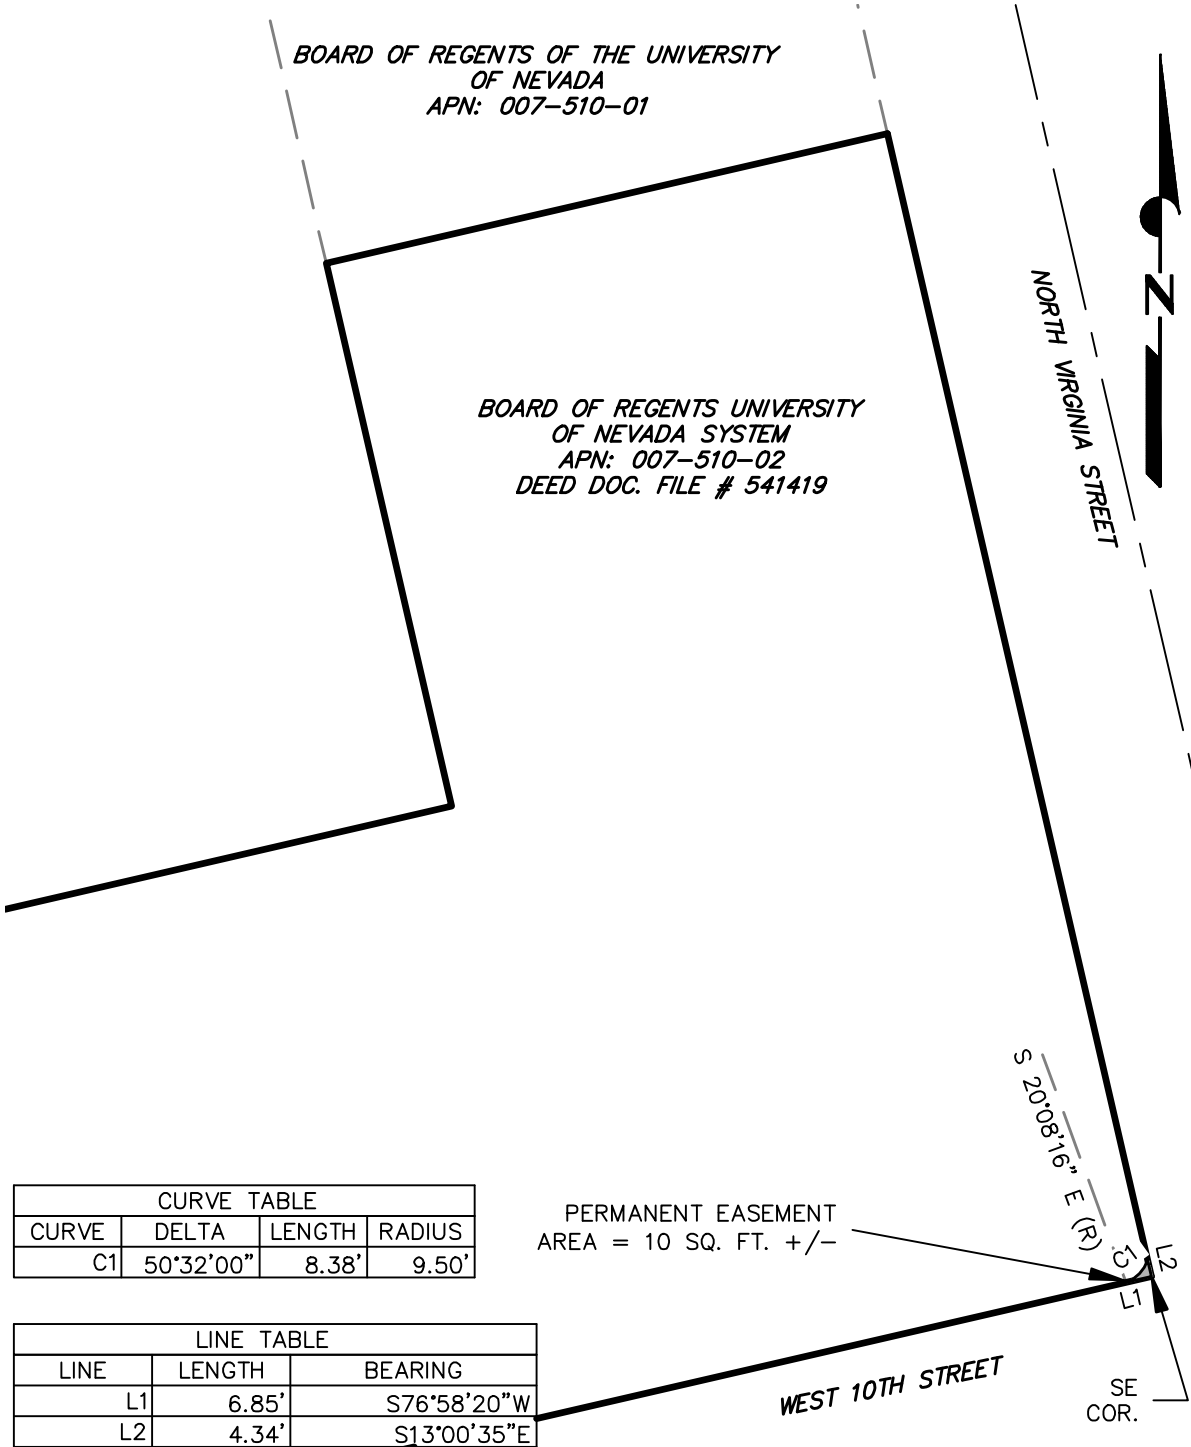 BOARD OF REGENTS OF THE UNIVERSITY
OF NEVADA
APN: 007-510-01
N
NORTH VIRGINIA STREET
BOARD OF REGENTS UNIVERSITY
OF NEVADA SYSTEM
APN: 007-510-02
DEED DOC. FILE # 541419
S 20°08'16" E (R)
CURVE TABLE
CURVE DELTA LENGTH RADIUS
C1 50°32'00" 8.38' 9.50'
PERMANENT EASEMENT
AREA = 10 SQ. FT. +/-
C1
L2
L1
LINE TABLE
LINE LENGTH BEARING
L1 6.85' S76°58'20"W
L2 4.34' S13°00'35"E
WEST 10TH STREET
SE
COR.